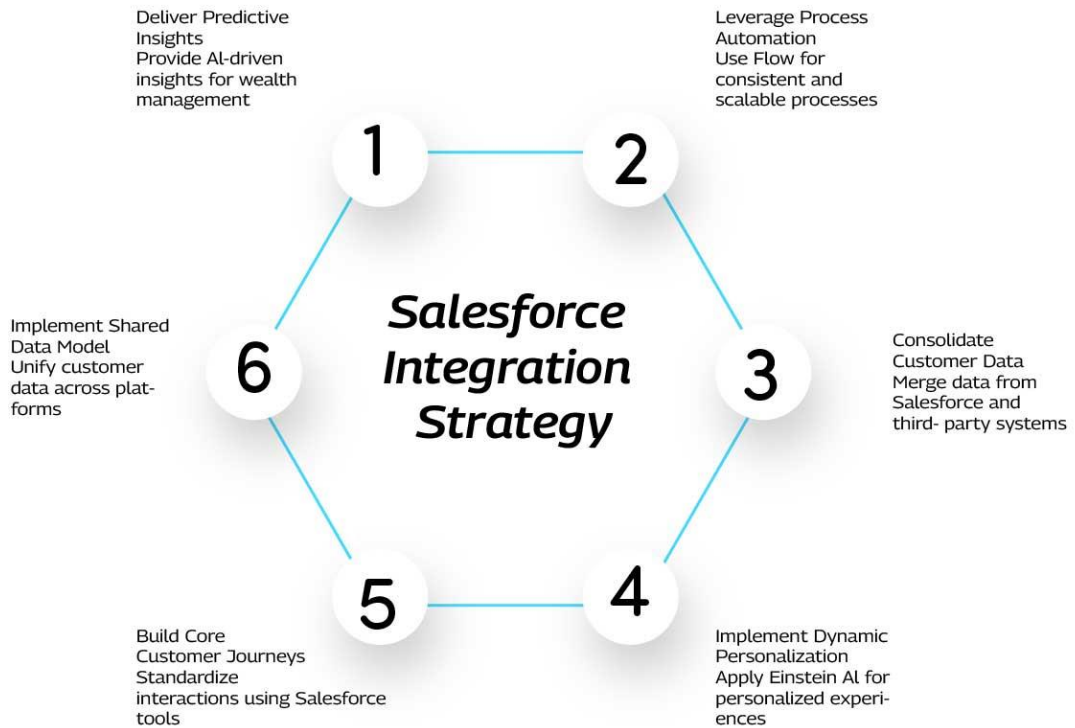 Deliver Predictive
Insights
Provide AI-driven
insights for wealth
management
Leverage Process
Automation
Use Flow for
consistent and
scalable processes
1
2
Salesforce
Integration
Strategy
Implement Shared
Data Model
Unify customer
data across plat-
forms
6
3
Consolidate
Customer Data
Merge data from
Salesforce and
third- party systems
5
4
Build Core
Customer Journeys
Standardize
interactions using Salesforce
tools
Implement Dynamic
Personalization
Apply Einstein AI for
personalized experi-
ences